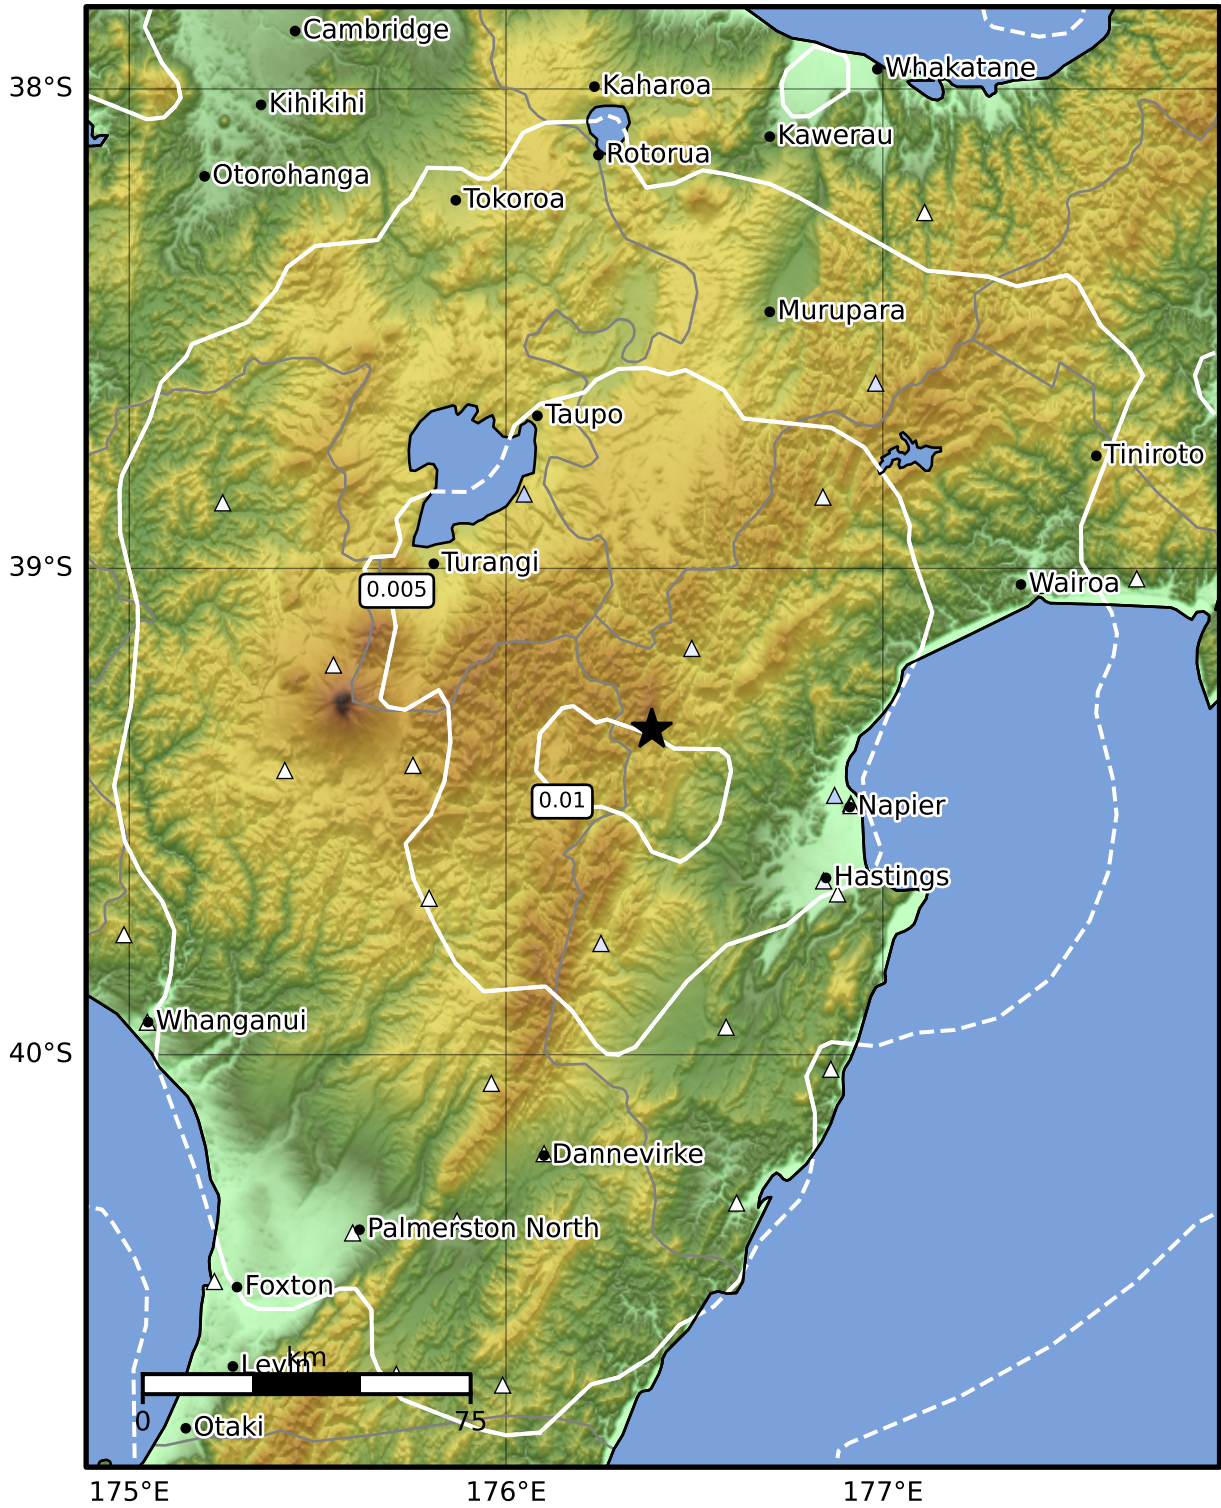 Cambridge
Kaharoa
Whakatane
38°S
Kihikihi
Kawerau
Rotorua
Otorohanga
Tokoroa
Murupara
Taupo
Tiniroto
Turangi
39°S
Wairoa
0.005
0.01
Napier
Hastings
Whanganui
40°S
Dannevirke
Palmerston North
Foxton
km
Levin
0
75
Otaki
175°E
176°E
177°E